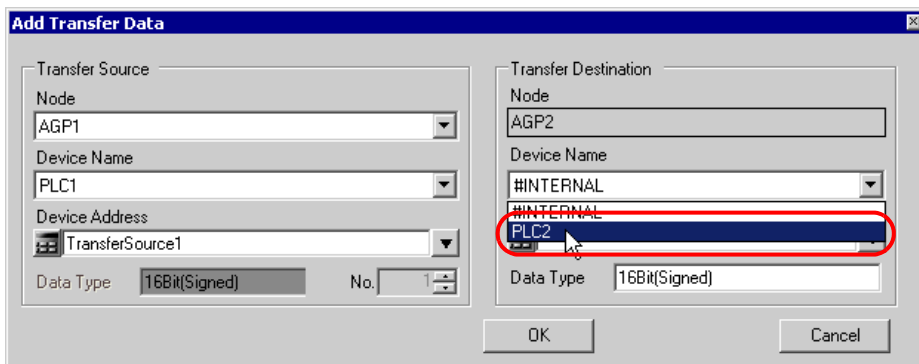 Add Transfer Data
Transfer Source
Node
AGP1
Device Name
PLC1
Device Address
TransferSource1
Data Type 16Bit(Signed) No. 1
Transfer Destination
Node
AGP2
Device Name
#INTERNAL
#INTERNAL
PLC2
Data Type 16Bit(Signed)
OK Cancel